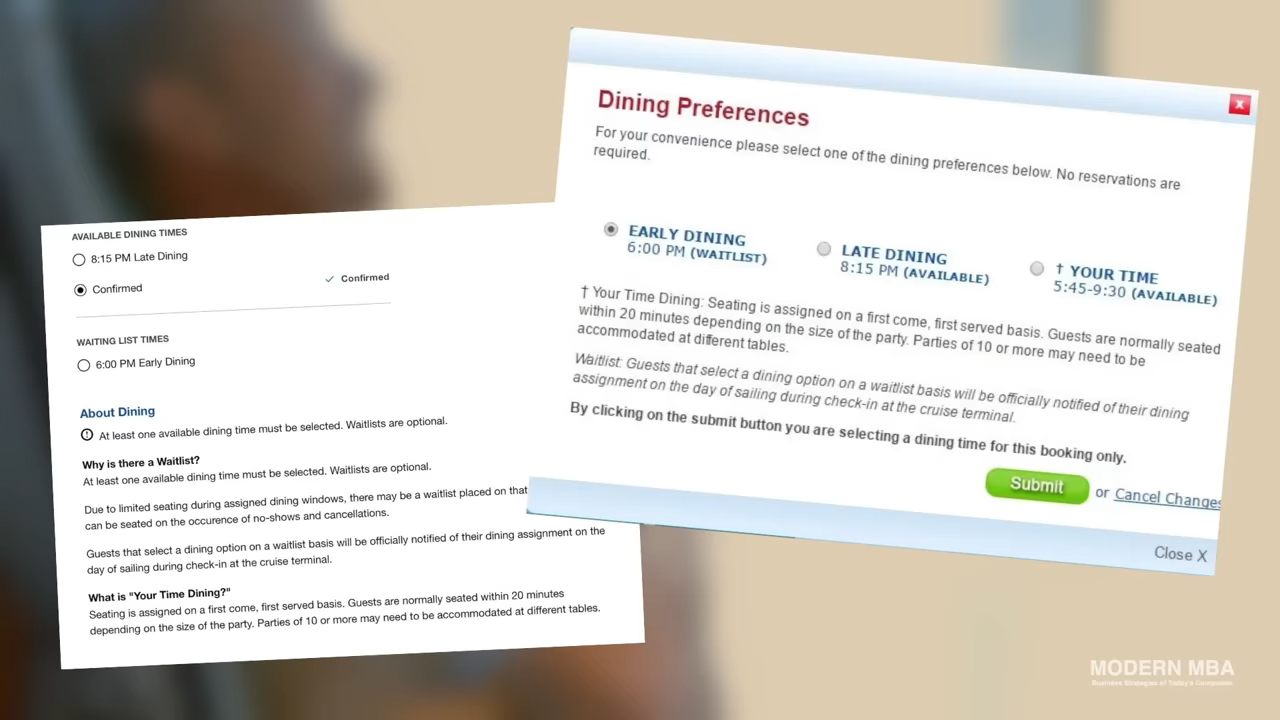 AVAILABLE DINING TIMES
8:15 PM Late Dining
Confirmed
Confirmed
WAITING LIST TIMES
6:00 PM Early Dining
About Dining
At least one available dining time must be selected. Waitlists are optional.
Why is there a Waitlist?
At least one available dining time must be selected. Waitlists are optional.
Due to limited seating during assigned dining windows, there may be a waitlist placed on that
can be seated on the occurence of no-shows and cancellations.
Guests that select a dining option on a waitlist basis will be officially notified of their dining assignment on the
day of sailing during check-in at the cruise terminal.
What is "Your Time Dining?"
Seating is assigned on a first come, first served basis. Guests are normally seated within 20 minutes
depending on the size of the party. Parties of 10 or more may need to be accommodated at different tables.
X
Dining Preferences
For your convenience please select one of the dining preferences below. No reservations are
required.
EARLY DINING
6:00 PM (WAITLIST)
LATE DINING
8:15 PM (AVAILABLE)
† YOUR TIME
5:45-9:30 (AVAILABLE)
† Your Time Dining: Seating is assigned on a first come, first served basis. Guests are normally seated
within 20 minutes depending on the size of the party. Parties of 10 or more may need to be
accommodated at different tables.
Waitlist: Guests that select a dining option on a waitlist basis will be officially notified of their dining
assignment on the day of sailing during check-in at the cruise terminal.
By clicking on the submit button you are selecting a dining time for this booking only.
Submit or Cancel Changes
Close X
MODERN MBA
Business Strategies of Today's Companies